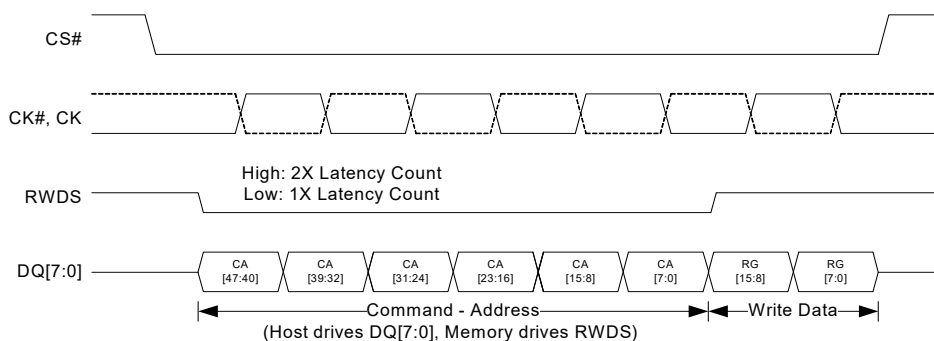 CS#
CK#, CK
High: 2X Latency Count
Low: 1X Latency Count
RWDS
DQ[7:0]
CA CA CA CA CA CA RG RG
[47:40] [39:32] [31:24] [23:16] [15:8] [7:0] [15:8] [7:0]
Command - Address Write Data
(Host drives DQ[7:0], Memory drives RWDS)